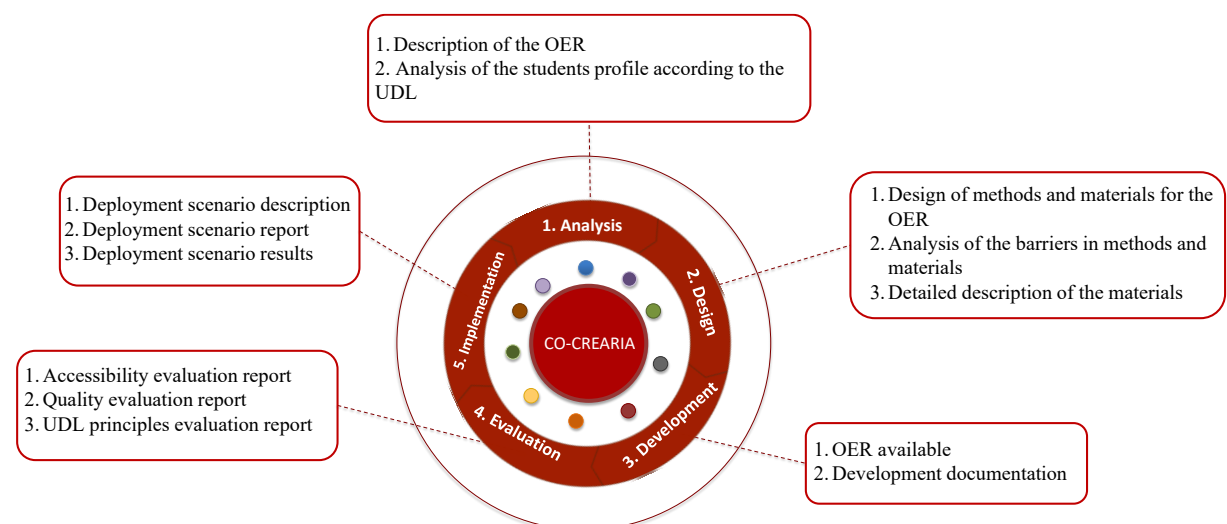 1. Description of the OER
2. Analysis of the students profile according to the
UDL
1. Deployment scenario description
2. Deployment scenario report
3. Deployment scenario results
1. Design of methods and materials for the
OER
2. Analysis of the barriers in methods and
materials
3. Detailed description of the materials
1. Analysis
2. Design
3. Development
4. Evaluation
5. Implementation
CO-CREARIA
1. Accessibility evaluation report
2. Quality evaluation report
3. UDL principles evaluation report
1. OER available
2. Development documentation